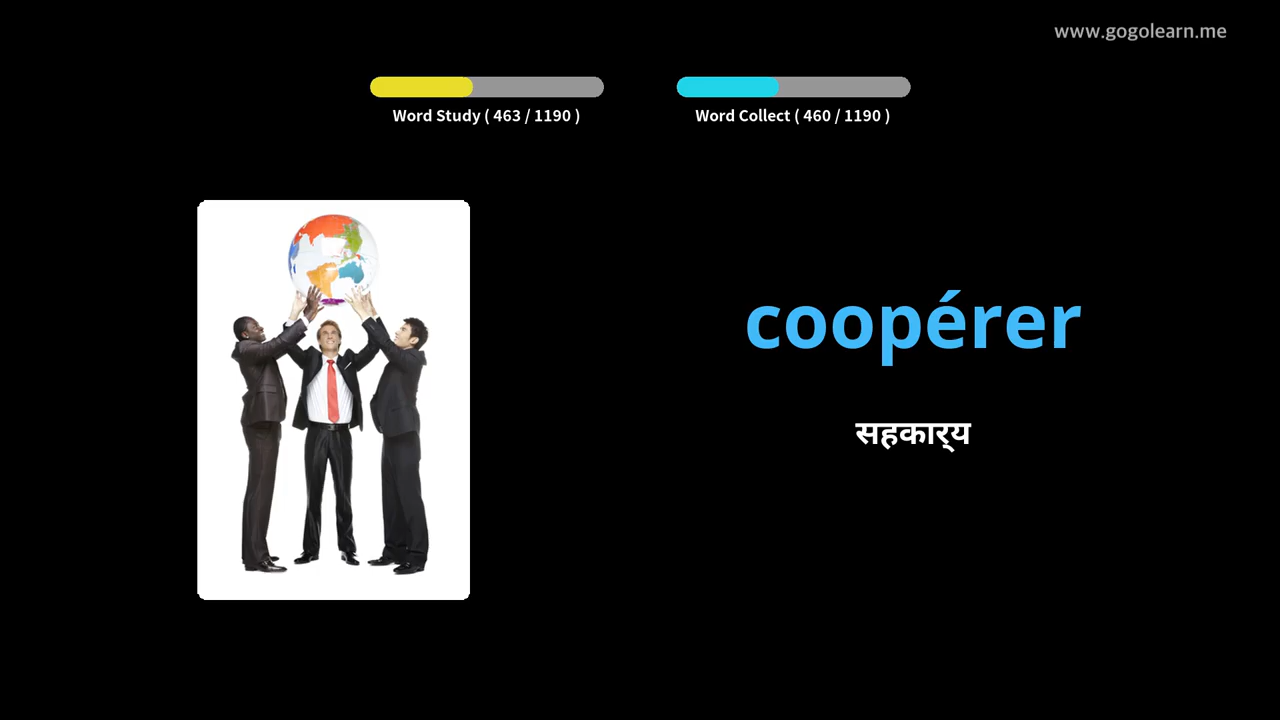 www.gogolearn.me
Word Study ( 463 / 1190 )
Word Collect ( 460 / 1190 )
coopérer
सहकार्‍य